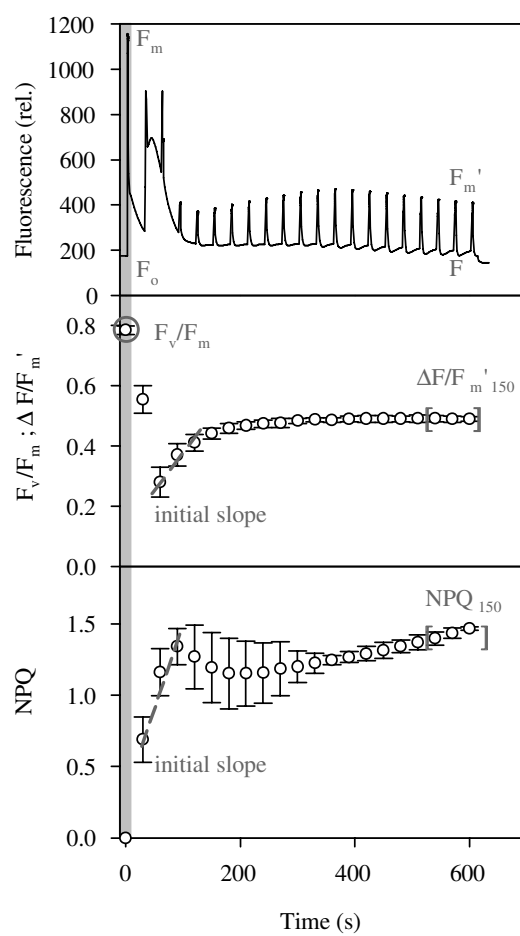 1200
1000
800
600
400
200
0
Fluorescence (rel.)
Fm
Fo
Fm'
F
0.8
0.6
0.4
0.2
0.0
Fv/Fm ; Δ F/Fm'
Fv/Fm
ΔF/Fm'150
[ ]
initial slope
1.5
1.0
0.5
0.0
NPQ
NPQ 150
[ ]
initial slope
0
200
400
600
Time (s)